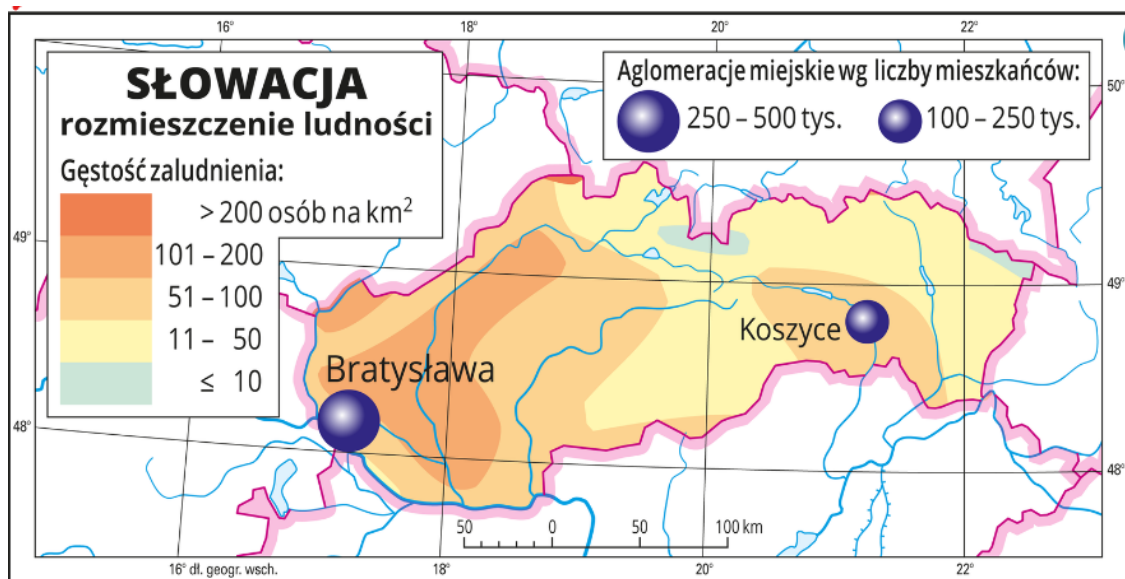 16°
18°
20°
22°
SŁOWACJA
rozmieszczenie ludności
Gęstość zaludnienia:
> 200 osób na km²
101 – 200
51 – 100
11 – 50
≤ 10
Aglomeracje miejskie wg liczby mieszkańców:
250 – 500 tys.
100 – 250 tys.
50°
49°
49°
Koszyce
Bratysława
48°
48°
50 0 50 100 km
16° dł. geogr. wsch.
18°
20°
22°